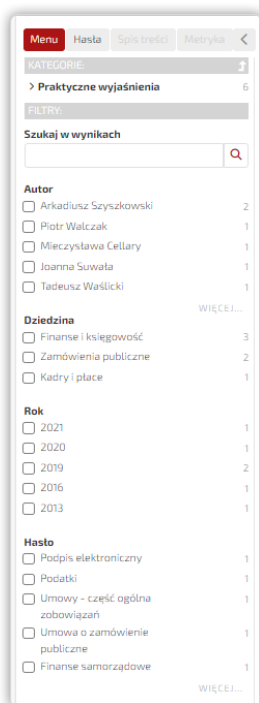 Menu Hasła Spis treści Metryka
KATEGORIE:
Praktyczne wyjaśnienia 6
FILTRY:
Szukaj w wynikach
Autor
Arkadiusz Szyszkowski 2
Piotr Walczak 1
Mieczysława Cellary 1
Joanna Suwała 1
Tadeusz Waślicki 1
WIĘCEJ...
Dziedzina
Finanse i księgowość 3
Zamówienia publiczne 2
Kadry i płace 1
Rok
2021 1
2020 1
2019 2
2016 1
2013 1
Hasło
Podpis elektroniczny 1
Podatki 1
Umowy - część ogólna 1
zobowiązań
Umowa o zamówienie 1
publiczne
Finanse samorządowe 1
WIĘCEJ...